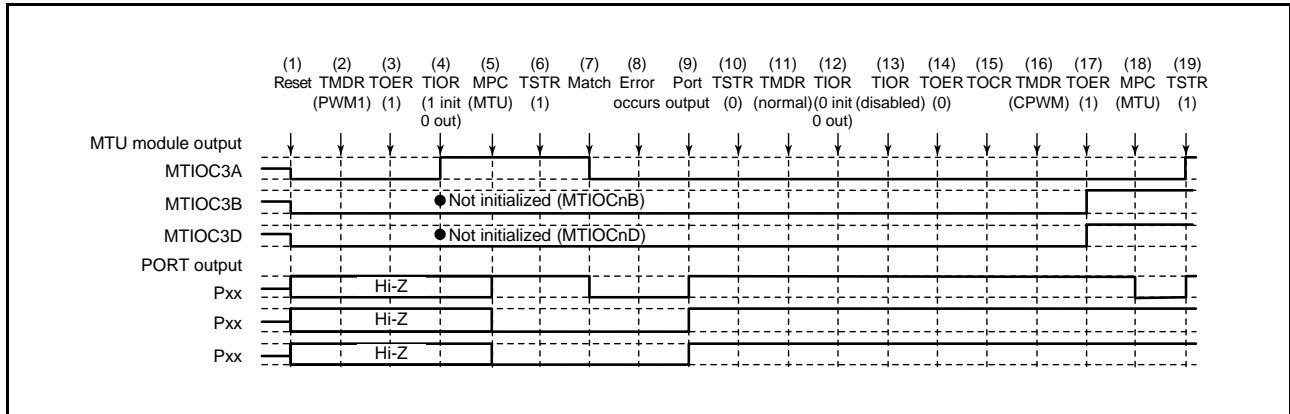 (1) (2) (3) (4) (5) (6) (7) (8) (9) (10) (11) (12) (13) (14) (15) (16) (17) (18) (19)
Reset TMDR TOER TIOR MPC TSTR Match Error Port TSTR TMDR TIOR TIOR TOER TOCR TMDR TOER MPC TSTR
(PWM1) (1) (1 init (MTU) (1) occurs output (0) (normal) (0 init (disabled) (0) (CPWM) (1) (MTU) (1)
0 out) 0 out)
MTU module output
MTIOC3A
MTIOC3B ● Not initialized (MTIOCnB)
MTIOC3D ● Not initialized (MTIOCnD)
PORT output
Pxx Hi-Z
Pxx Hi-Z
Pxx Hi-Z